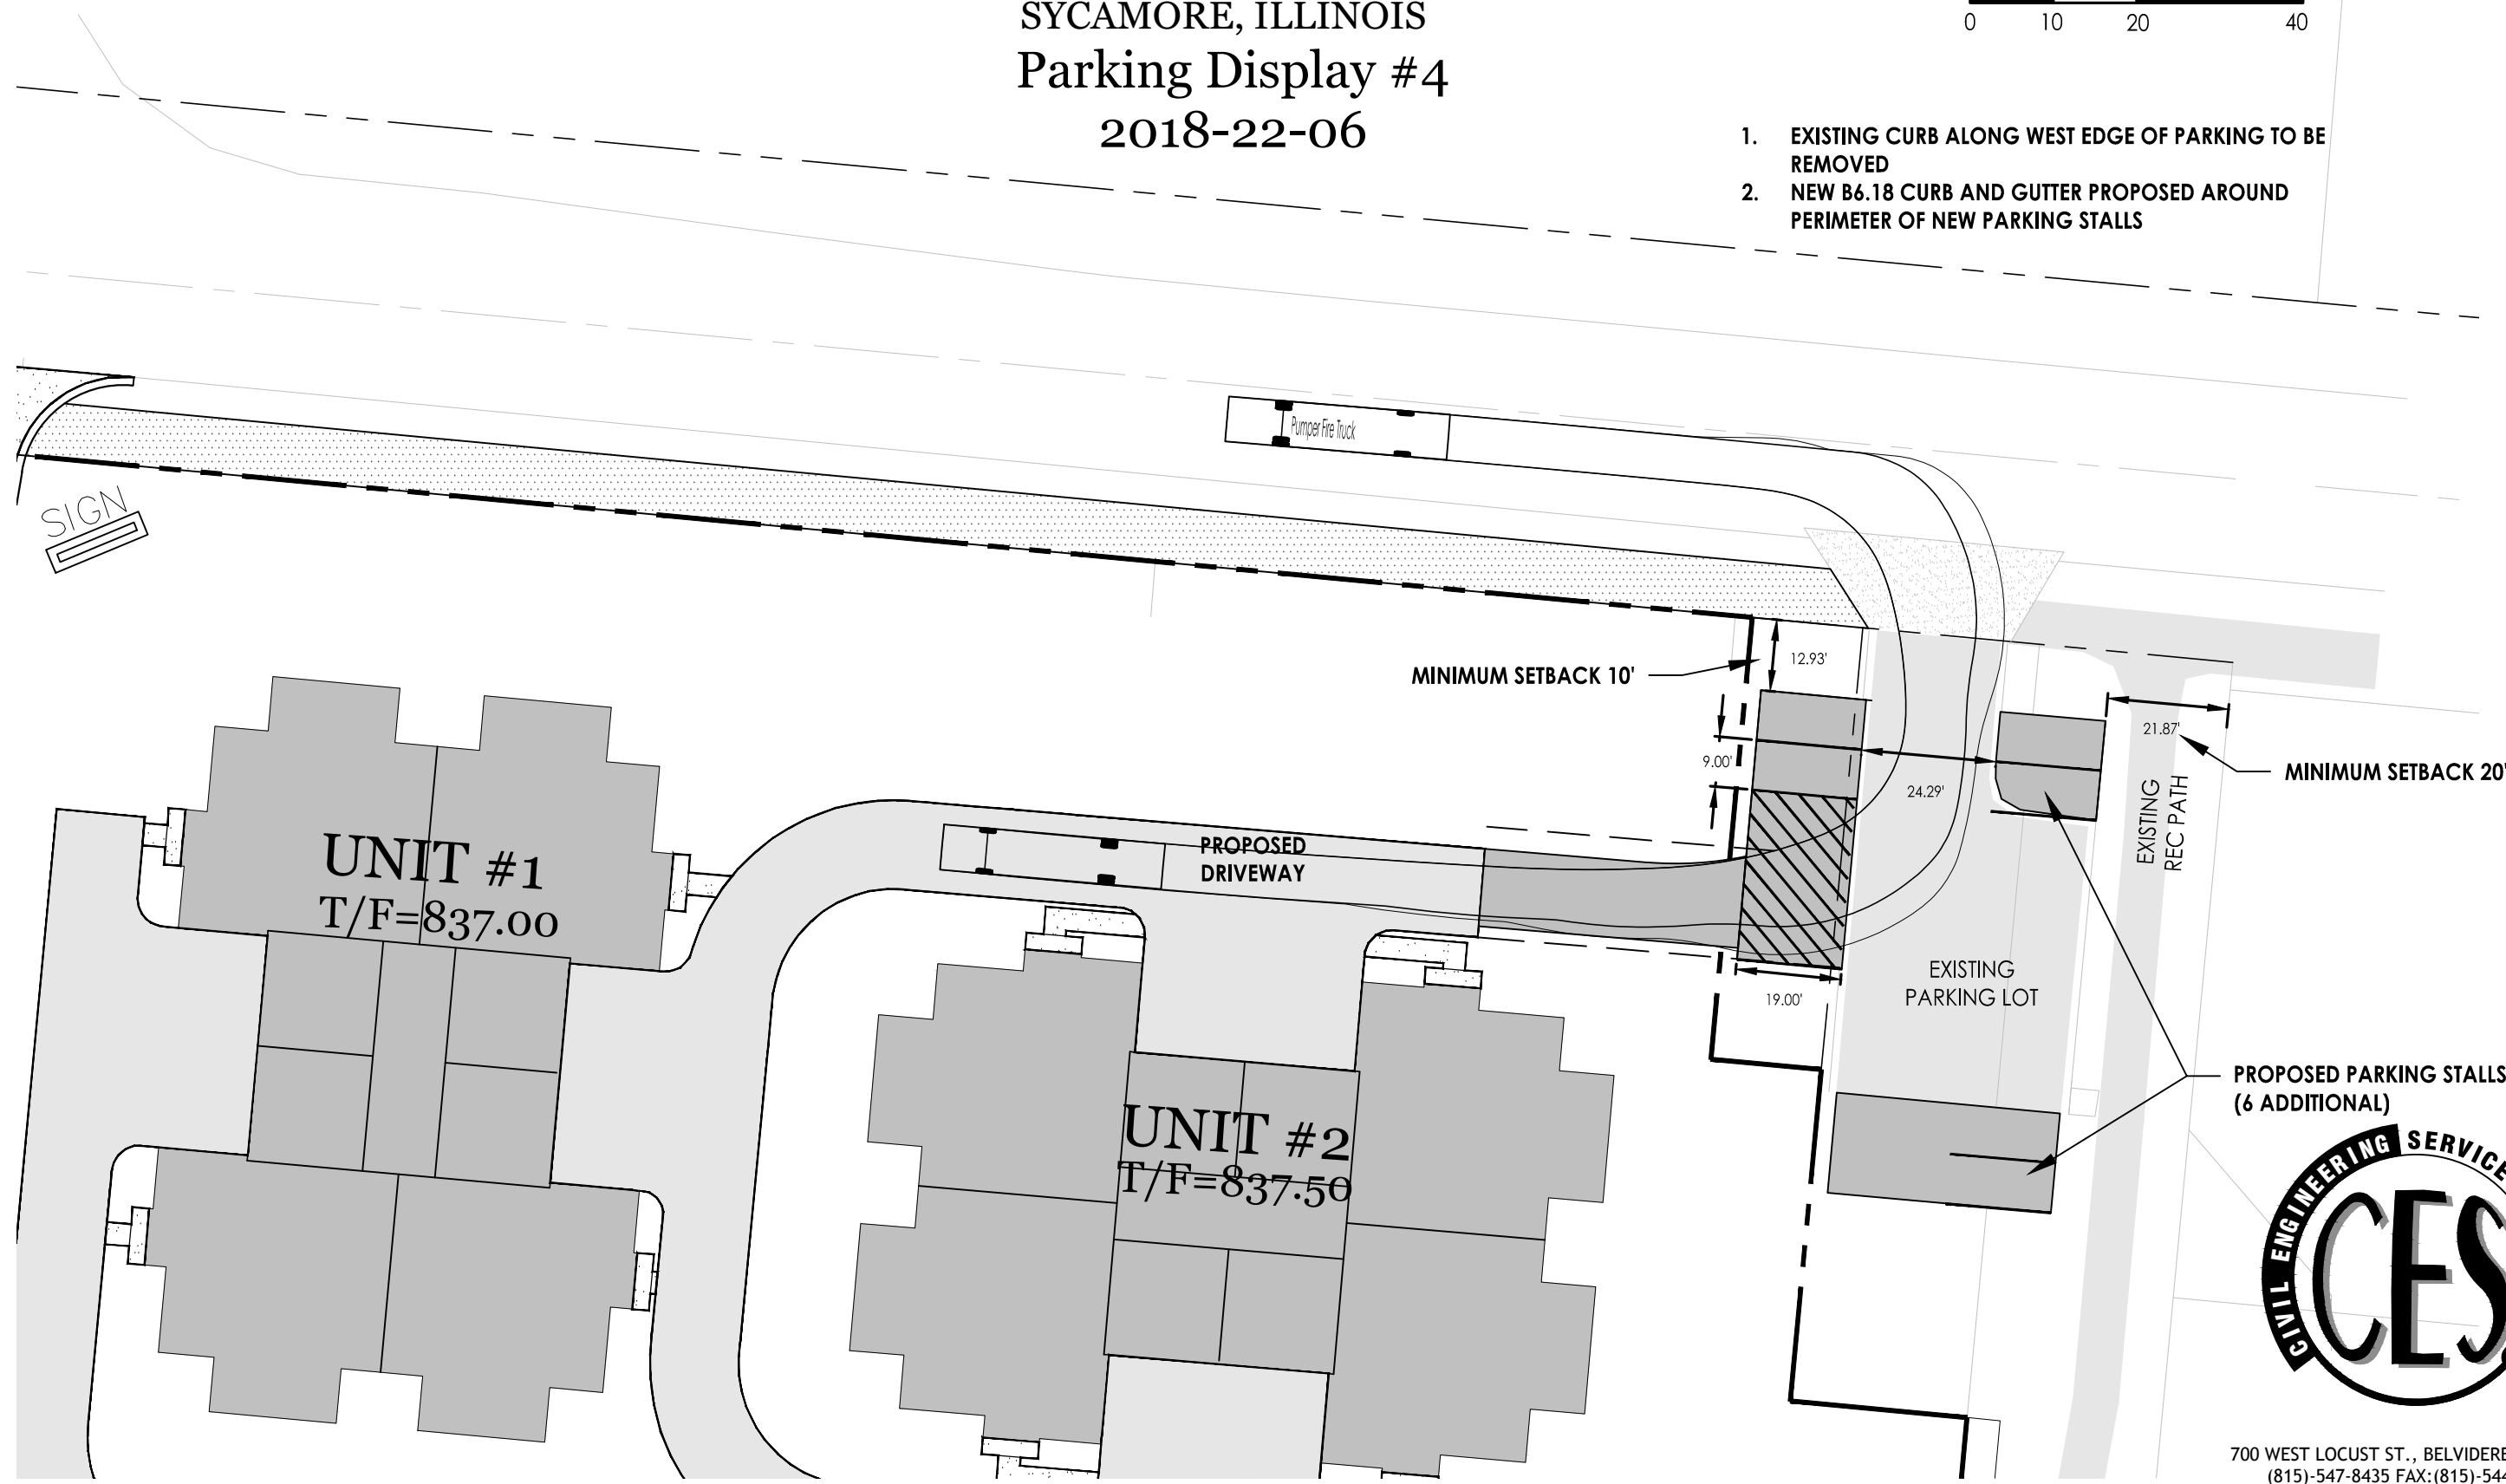 SYCAMORE, ILLINOIS
Parking Display #4
2018-22-06
0 10 20 40
1. EXISTING CURB ALONG WEST EDGE OF PARKING TO BE
REMOVED
2. NEW B6.18 CURB AND GUTTER PROPOSED AROUND
PERIMETER OF NEW PARKING STALLS
Pumper Fire Truck
SIGN
MINIMUM SETBACK 10'
12.93'
21.87'
9.00'
MINIMUM SETBACK 20'
24.29'
EXISTING
REC PATH
PROPOSED
DRIVEWAY
UNIT #1
T/F=837.00
EXISTING
PARKING LOT
19.00'
PROPOSED PARKING STALLS
(6 ADDITIONAL)
UNIT #2
T/F=837.50
CIVIL ENGINEERING SERVICE
CES
700 WEST LOCUST ST., BELVIDERE
(815)-547-8435 FAX:(815)-544